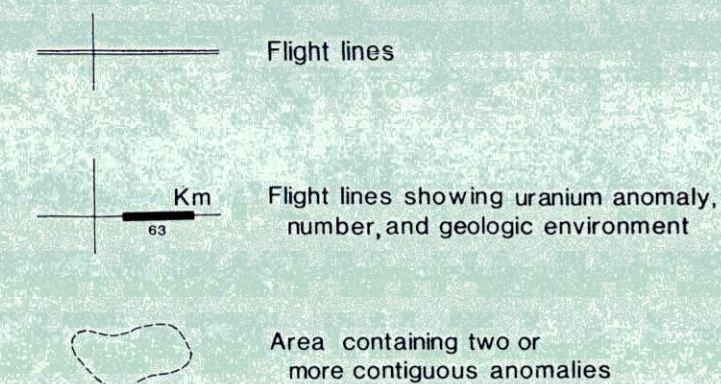 Flight lines
Km
63
Flight lines showing uranium anomaly,
number, and geologic environment
Area containing two or
more contiguous anomalies